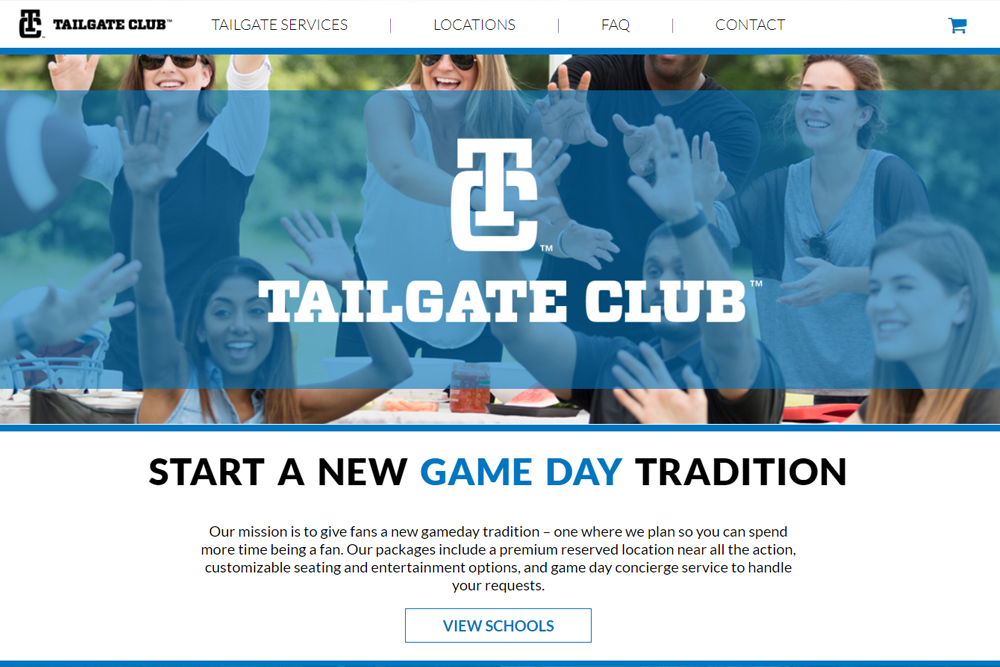 TC™ TAILGATE CLUB™ TAILGATE SERVICES | LOCATIONS | FAQ | CONTACT
TC™
TAILGATE CLUB™
START A NEW GAME DAY TRADITION
Our mission is to give fans a new gameday tradition – one where we plan so you can spend
more time being a fan. Our packages include a premium reserved location near all the action,
customizable seating and entertainment options, and game day concierge service to handle
your requests.
VIEW SCHOOLS